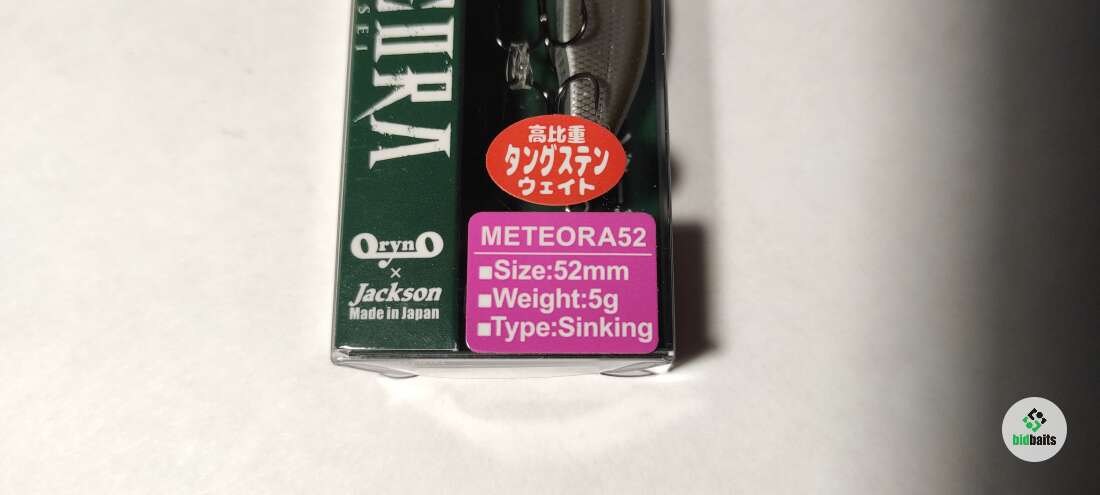 高比重
タングステン
ウェイト
METEORA52
■Size:52mm
■Weight:5g
■Type:Sinking
OrynO
×
Jackson
Made in Japan
bidbaits